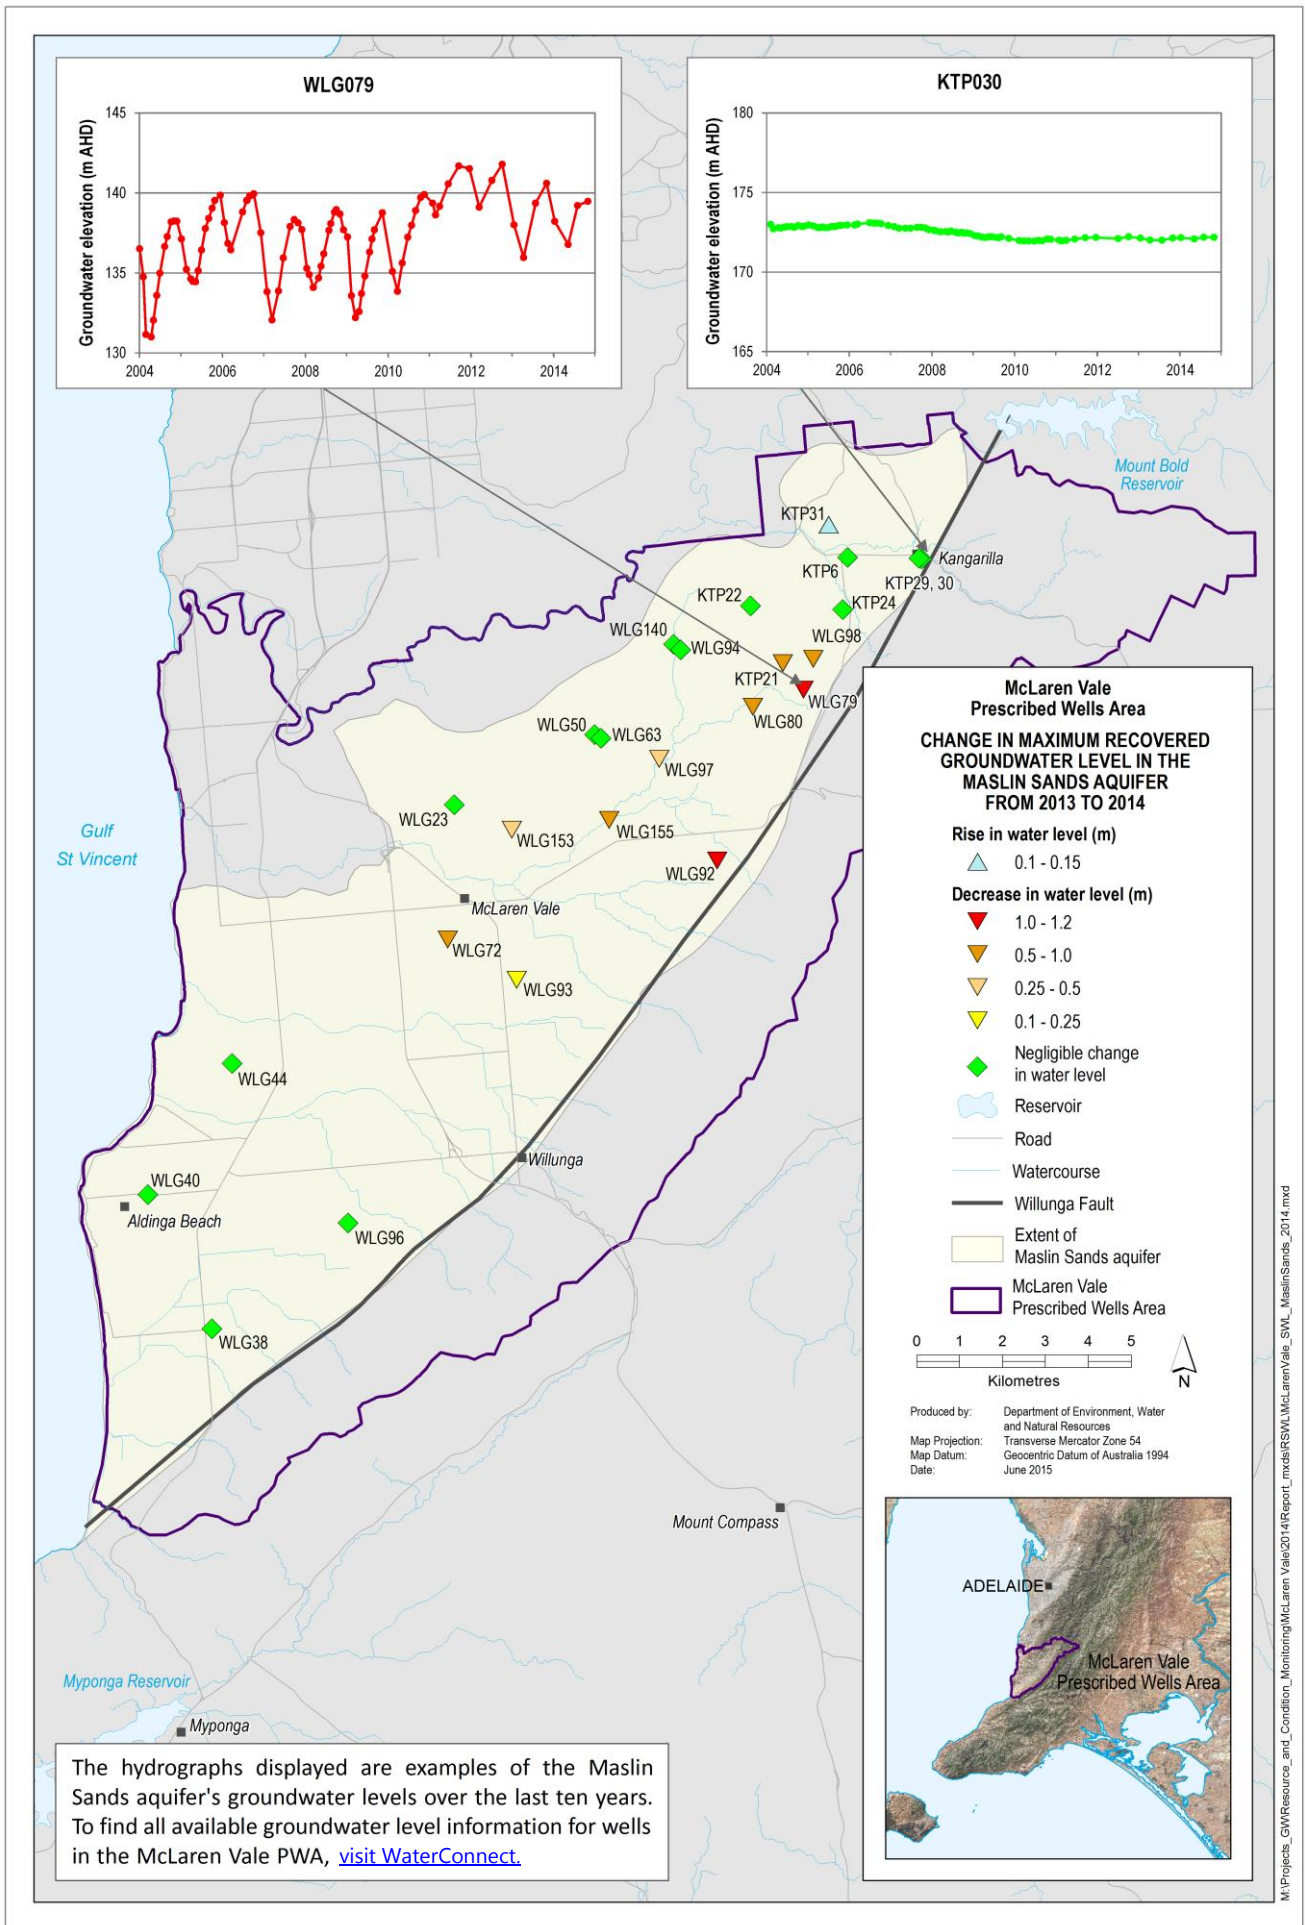 WLG079
Groundwater elevation (m AHD)
145
140
135
130
2004
2006
2008
2010
2012
2014
KTP030
Groundwater elevation (m AHD)
180
175
170
165
2004
2006
2008
2010
2012
2014
Mount Bold
Reservoir
KTP31
KTP6
Kangarilla
KTP29, 30
KTP22
KTP24
WLG140
WLG98
WLG94
KTP21
WLG79
WLG80
WLG50
WLG63
WLG97
WLG23
WLG153
WLG155
WLG92
Gulf
St Vincent
McLaren Vale
WLG72
WLG93
WLG44
Willunga
WLG40
Aldinga Beach
WLG96
WLG38
Mount Compass
Myponga Reservoir
Myponga
McLaren Vale
Prescribed Wells Area
CHANGE IN MAXIMUM RECOVERED
GROUNDWATER LEVEL IN THE
MASLIN SANDS AQUIFER
FROM 2013 TO 2014
Rise in water level (m)
0.1 - 0.15
Decrease in water level (m)
1.0 - 1.2
0.5 - 1.0
0.25 - 0.5
0.1 - 0.25
Negligible change
in water level
Reservoir
Road
Watercourse
Willunga Fault
Extent of
Maslin Sands aquifer
McLaren Vale
Prescribed Wells Area
0 1 2 3 4 5
Kilometres
N
Produced by: Department of Environment, Water
and Natural Resources
Map Projection: Transverse Mercator Zone 54
Map Datum: Geocentric Datum of Australia 1994
Date: June 2015
ADELAIDE
McLaren Vale
Prescribed Wells Area
The hydrographs displayed are examples of the Maslin
Sands aquifer's groundwater levels over the last ten years.
To find all available groundwater level information for wells
in the McLaren Vale PWA, visit WaterConnect.
M:\Projects_GW\Resource_and_Condition_Monitoring\McLaren Vale\2014\Report_mxds\RSWL\McLarenVale_SWL_MaslinSands_2014.mxd